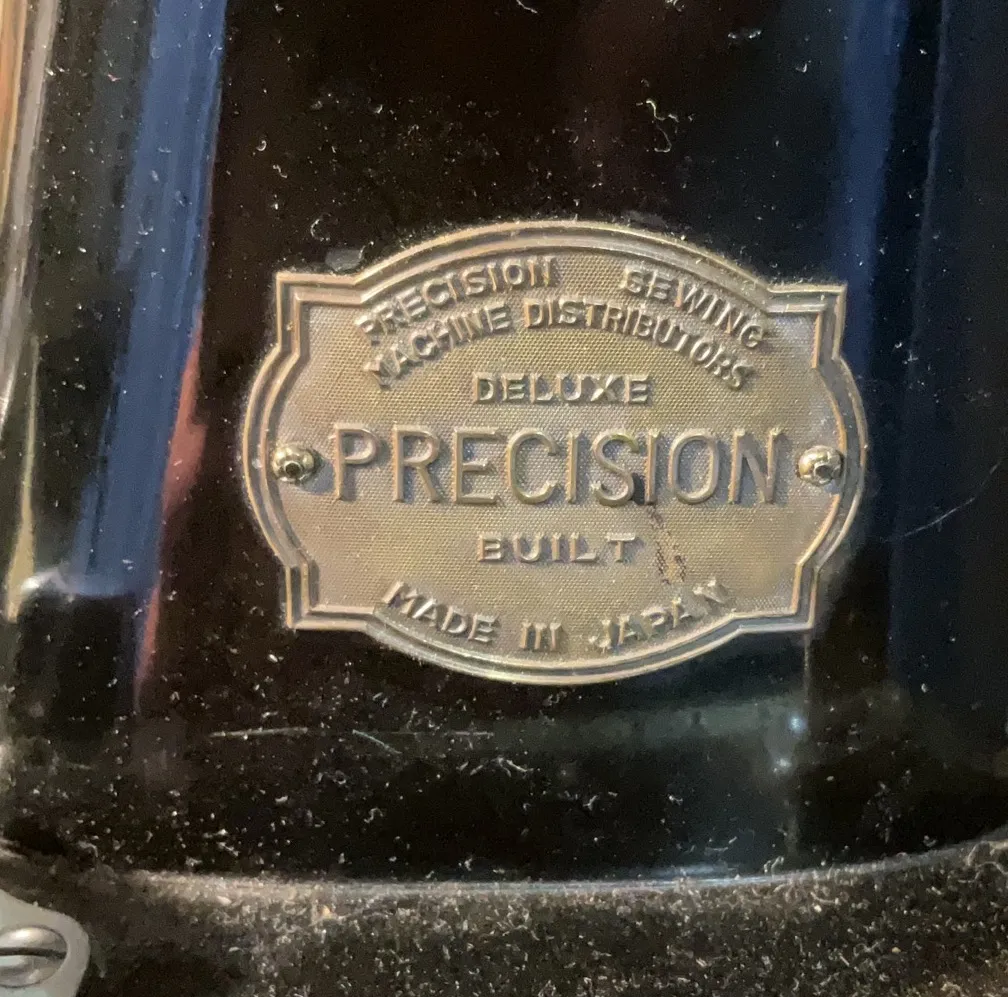 PRECISION SEWING
MACHINE DISTRIBUTORS
DELUXE
PRECISION
BUILT
MADE IN JAPAN